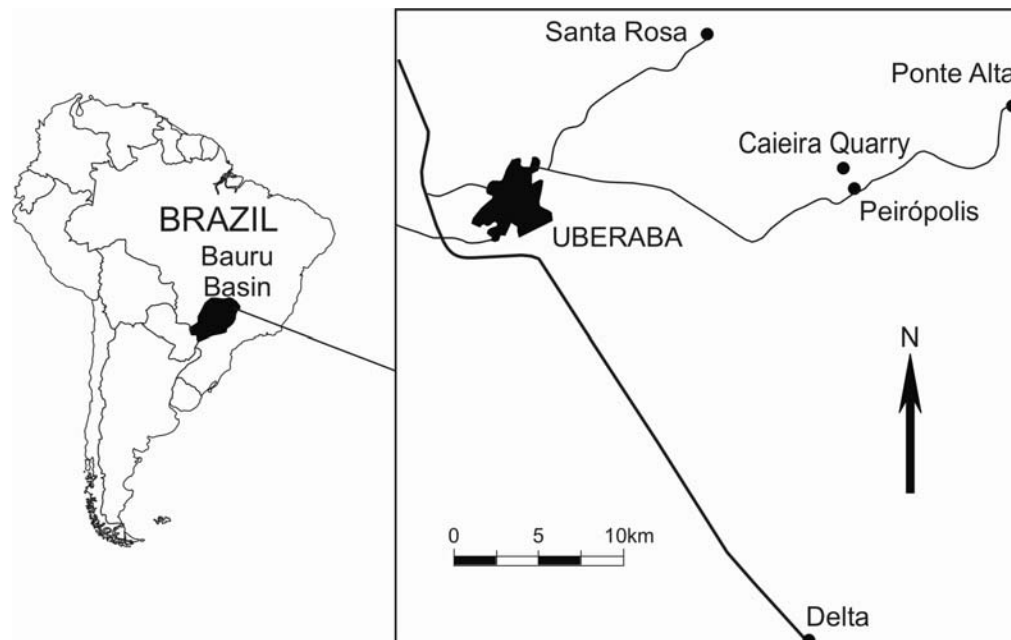 BRAZIL
Bauru
Basin
Santa Rosa
Ponte Alta
Caieira Quarry
Peirópolis
UBERABA
N
0 5 10km
Delta